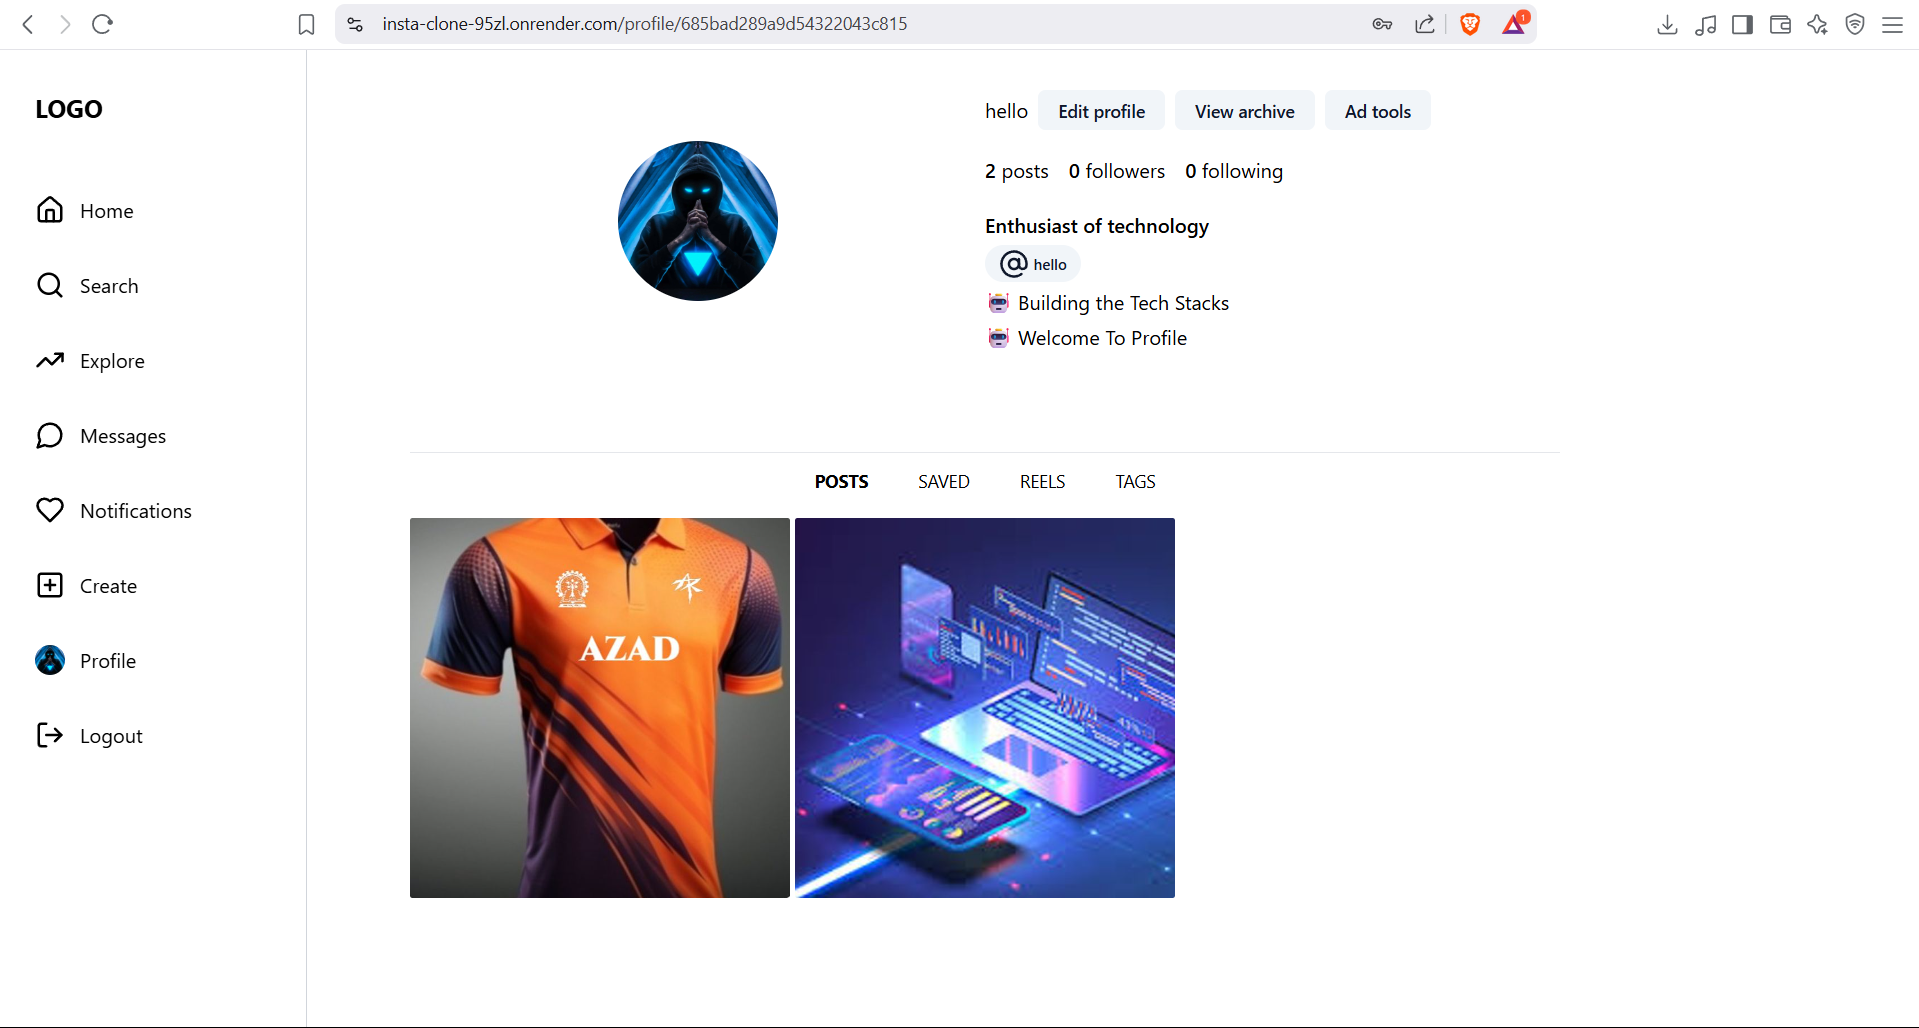 insta-clone-95zl.onrender.com/profile/685bad289a9d54322043c815
1
LOGO
Home
Search
Explore
Messages
Notifications
Create
Profile
Logout
hello Edit profile View archive Ad tools
2 posts 0 followers 0 following
Enthusiast of technology
@ hello
🤖 Building the Tech Stacks
🤖 Welcome To Profile
POSTS SAVED REELS TAGS
AZAD